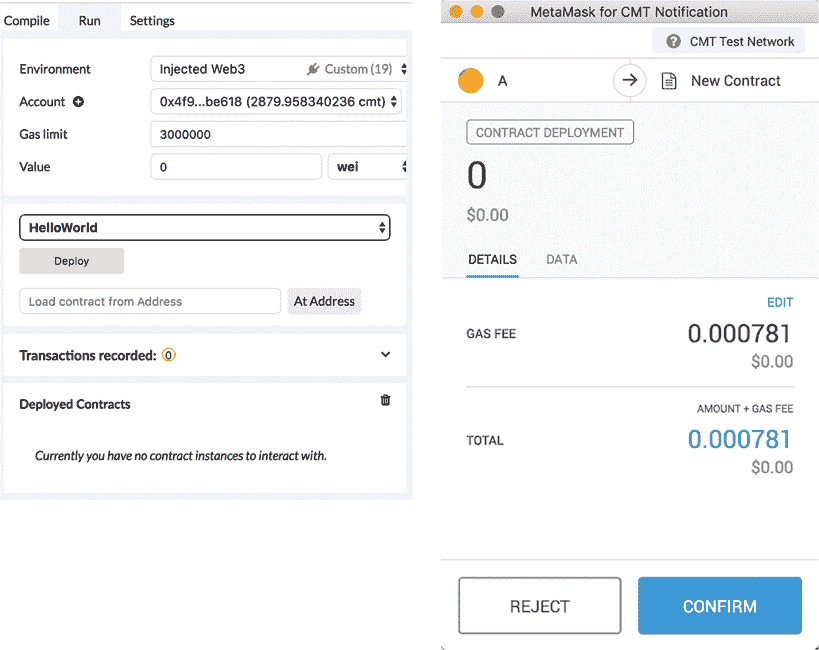 Compile Run Settings
Environment Injected Web3 Custom (19)
Account 0x4f9...be618 (2879.958340236 cmt)
Gas limit 3000000
Value 0 wei
HelloWorld
Deploy
Load contract from Address At Address
Transactions recorded: 0
Deployed Contracts
Currently you have no contract instances to interact with.
MetaMask for CMT Notification
CMT Test Network
A New Contract
CONTRACT DEPLOYMENT
0
$0.00
DETAILS DATA
EDIT
GAS FEE 0.000781
$0.00
AMOUNT + GAS FEE
TOTAL 0.000781
$0.00
REJECT CONFIRM